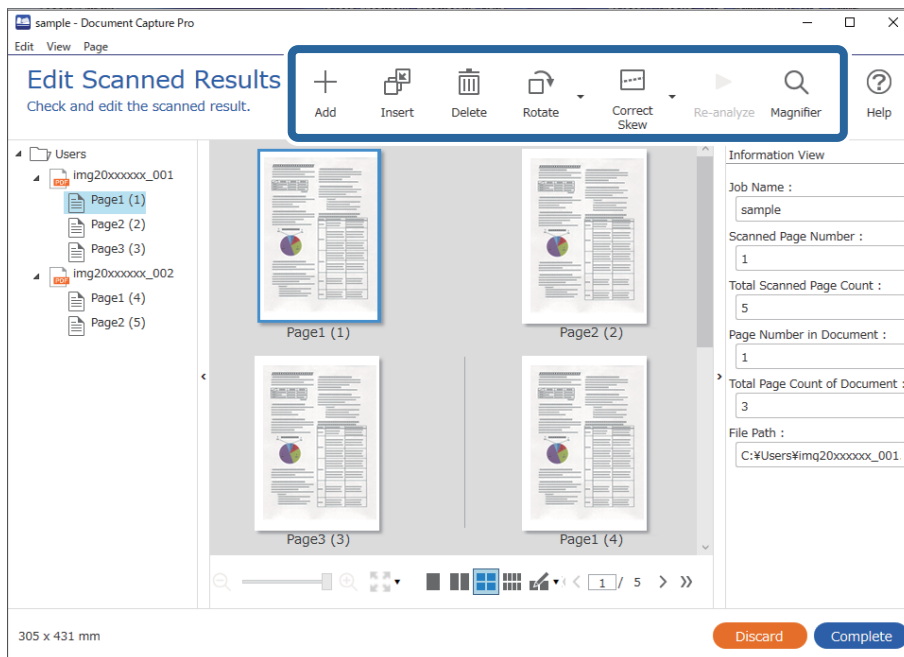 sample - Document Capture Pro
Edit View Page
Edit Scanned Results
Check and edit the scanned result.
Add
Insert
Delete
Rotate
Correct
Skew
Re-analyze
Magnifier
Help
Users
PDF
img20xxxxxx_001
Page1 (1)
Page2 (2)
Page3 (3)
PDF
img20xxxxxx_002
Page1 (4)
Page2 (5)
Page1 (1)
Page2 (2)
Page3 (3)
Page1 (4)
Information View
Job Name :
sample
Scanned Page Number :
1
Total Scanned Page Count :
5
Page Number in Document :
1
Total Page Count of Document :
3
File Path :
C:¥Users¥img20xxxxxx_001
1 / 5
305 x 431 mm
Discard
Complete